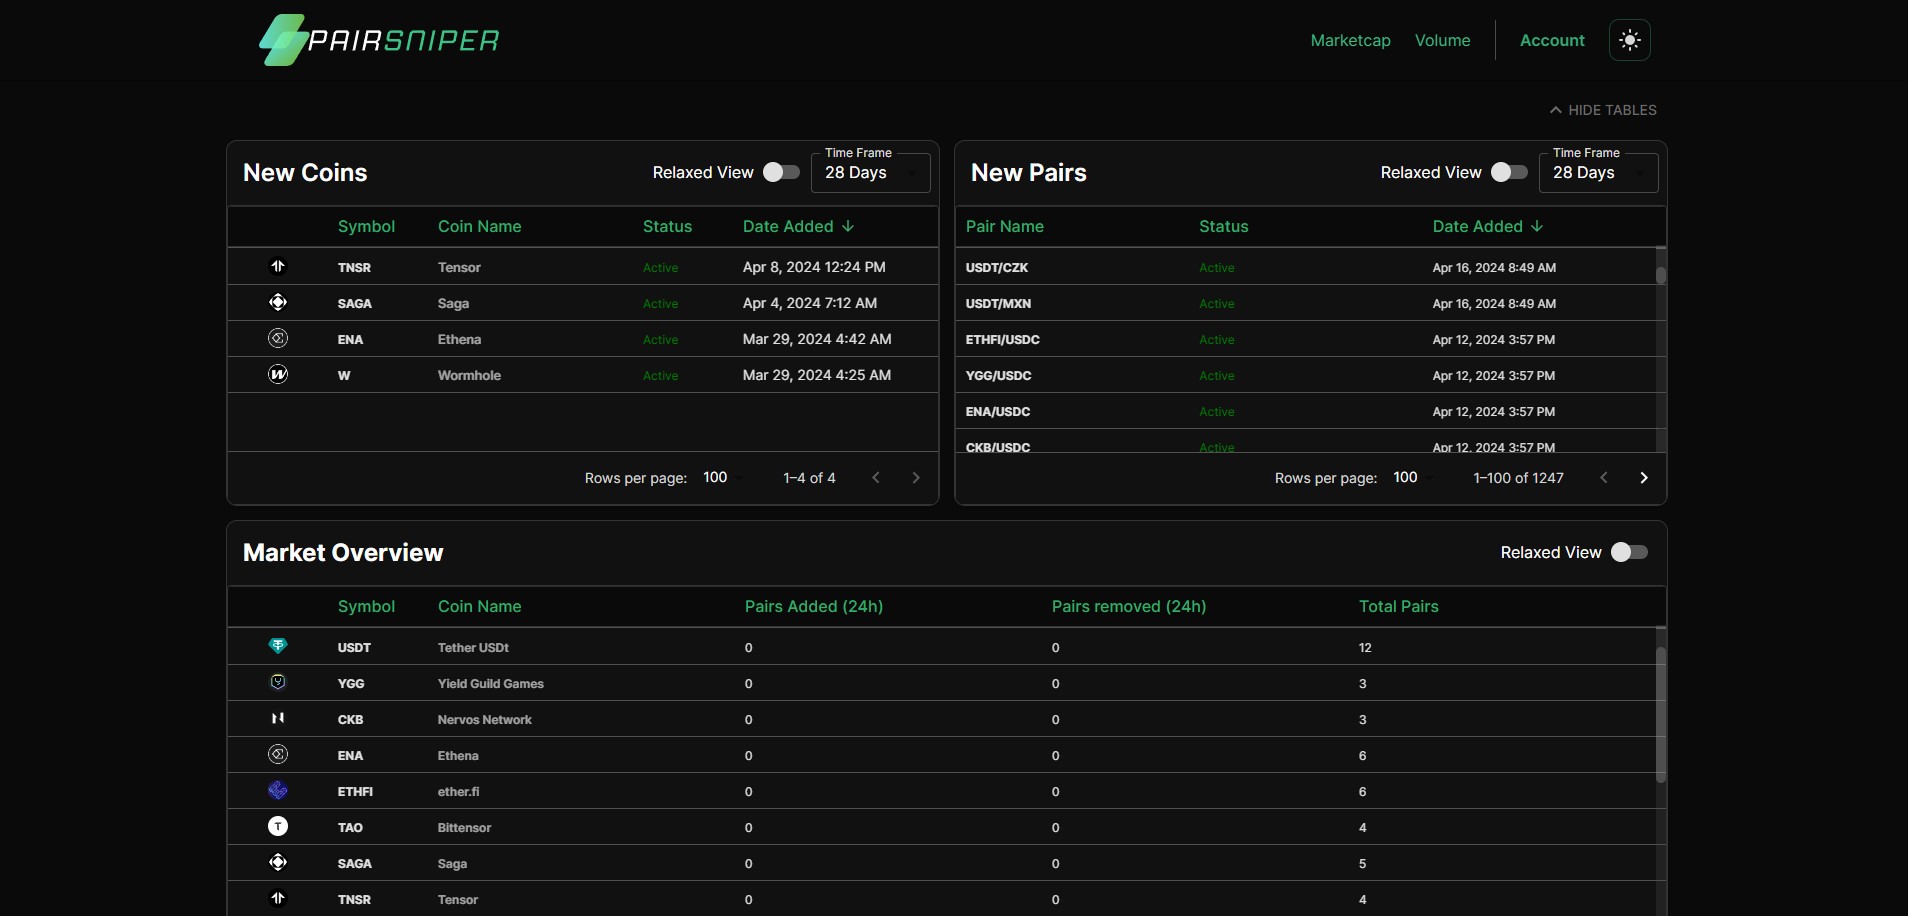 PAIRSNIPER
Marketcap Volume Account
HIDE TABLES
New Coins Relaxed View Time Frame 28 Days
Symbol Coin Name Status Date Added
TNSR Tensor Active Apr 8, 2024 12:24 PM
SAGA Saga Active Apr 4, 2024 7:12 AM
ENA Ethena Active Mar 29, 2024 4:42 AM
W Wormhole Active Mar 29, 2024 4:25 AM
Rows per page: 100 1–4 of 4
New Pairs Relaxed View Time Frame 28 Days
Pair Name Status Date Added
USDT/CZK Active Apr 16, 2024 8:49 AM
USDT/MXN Active Apr 16, 2024 8:49 AM
ETHFI/USDC Active Apr 12, 2024 3:57 PM
YGG/USDC Active Apr 12, 2024 3:57 PM
ENA/USDC Active Apr 12, 2024 3:57 PM
CKB/USDC Active Apr 12, 2024 3:57 PM
Rows per page: 100 1–100 of 1247
Market Overview Relaxed View
Symbol Coin Name Pairs Added (24h) Pairs removed (24h) Total Pairs
USDT Tether USDt 0 0 12
YGG Yield Guild Games 0 0 3
CKB Nervos Network 0 0 3
ENA Ethena 0 0 6
ETHFI ether.fi 0 0 6
T TAO Bittensor 0 0 4
SAGA Saga 0 0 5
TNSR Tensor 0 0 4